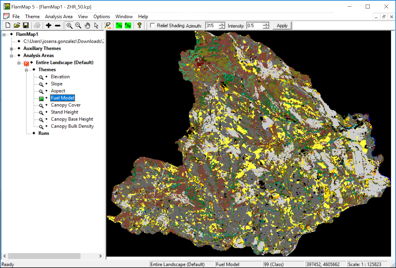 FlamMap 5 - [FlamMap1 - ZHR_50.lcp]
File Theme Analysis Area View Options Window Help
Relief Shading Azimuth: 315 Intensity: 0.5 Apply
FlamMap1
C:\Users\joserra.gonzalez\Downloads\
Auxillary Themes
Analysis Areas
Entire Landscape (Default)
Themes
Elevation
Slope
Aspect
Fuel Model
Canopy Cover
Stand Height
Canopy Base Height
Canopy Bulk Density
Runs
Ready Entire Landscape (Default) Fuel Model 99 (Class) 397452, 4605662 Scale: 1 : 125823